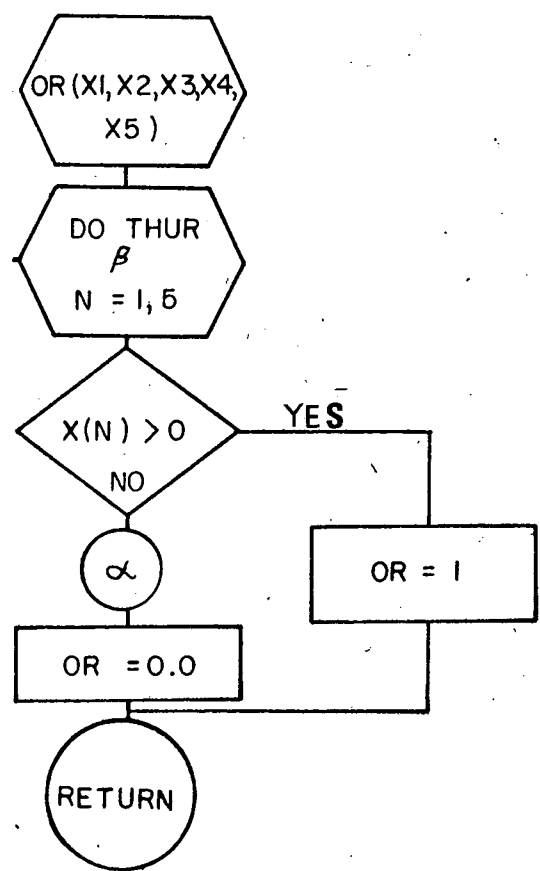 OR(X1,X2,X3,X4,
X5)
DO THUR
β
N = 1,5
X(N) > 0
YES
NO
α
OR = 1
OR = 0.0
RETURN